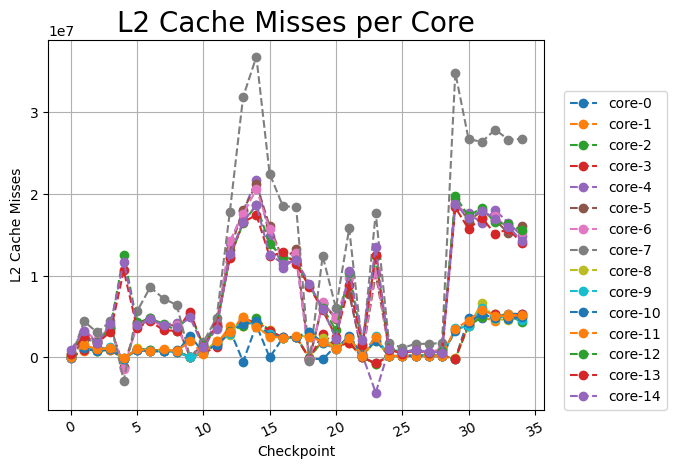 L2 Cache Misses per Core
1e7
3
2
1
0
L2 Cache Misses
0
5
10
15
20
25
30
35
Checkpoint
core-0
core-1
core-2
core-3
core-4
core-5
core-6
core-7
core-8
core-9
core-10
core-11
core-12
core-13
core-14